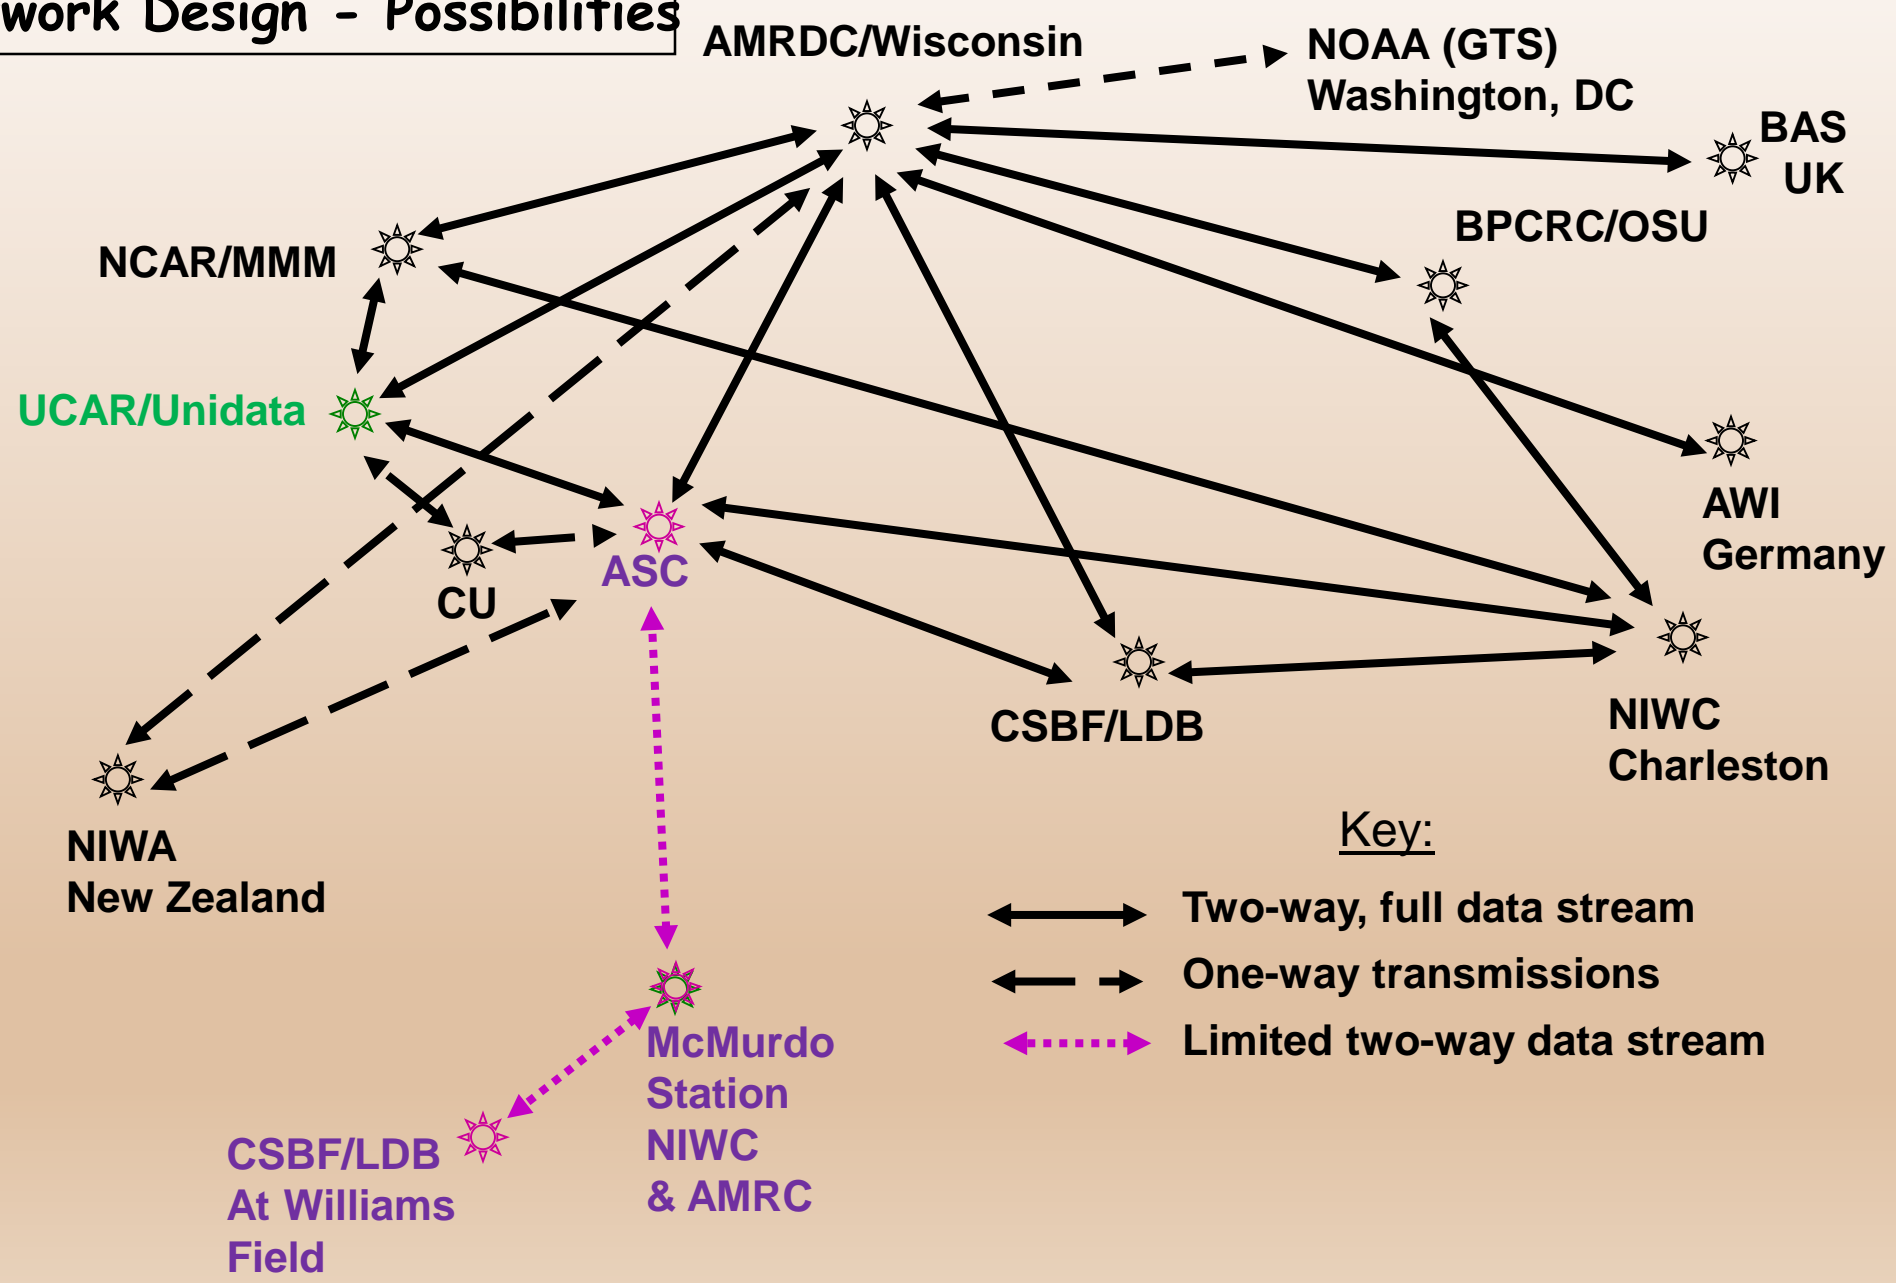 work Design - Possibilities
AMRDC/Wisconsin
NOAA (GTS)
Washington, DC
BAS
UK
BPCRC/OSU
NCAR/MMM
UCAR/Unidata
AWI
Germany
ASC
CU
CSBF/LDB
NIWC
Charleston
NIWA
New Zealand
Key:
Two-way, full data stream
One-way transmissions
Limited two-way data stream
McMurdo
Station
NIWC
& AMRC
CSBF/LDB
At Williams
Field